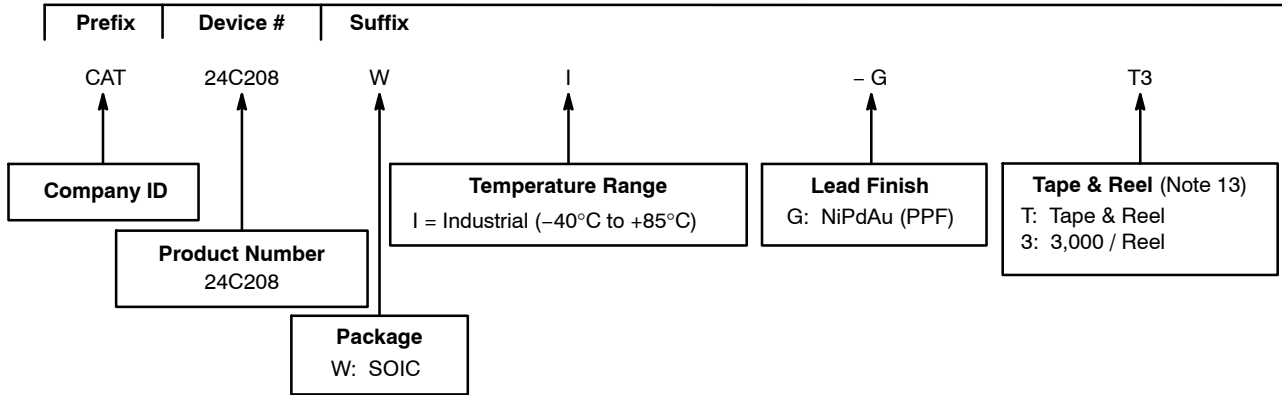 Prefix Device # Suffix
CAT 24C208 W I – G T3
Company ID
Product Number
24C208
Package
W: SOIC
Temperature Range
I = Industrial (−40°C to +85°C)
Lead Finish
G: NiPdAu (PPF)
Tape & Reel (Note 13)
T: Tape & Reel
3: 3,000 / Reel